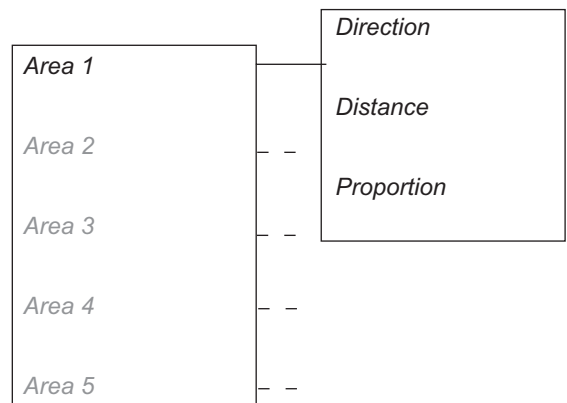 Direction
Area 1
Distance
Area 2
Proportion
Area 3
Area 4
Area 5